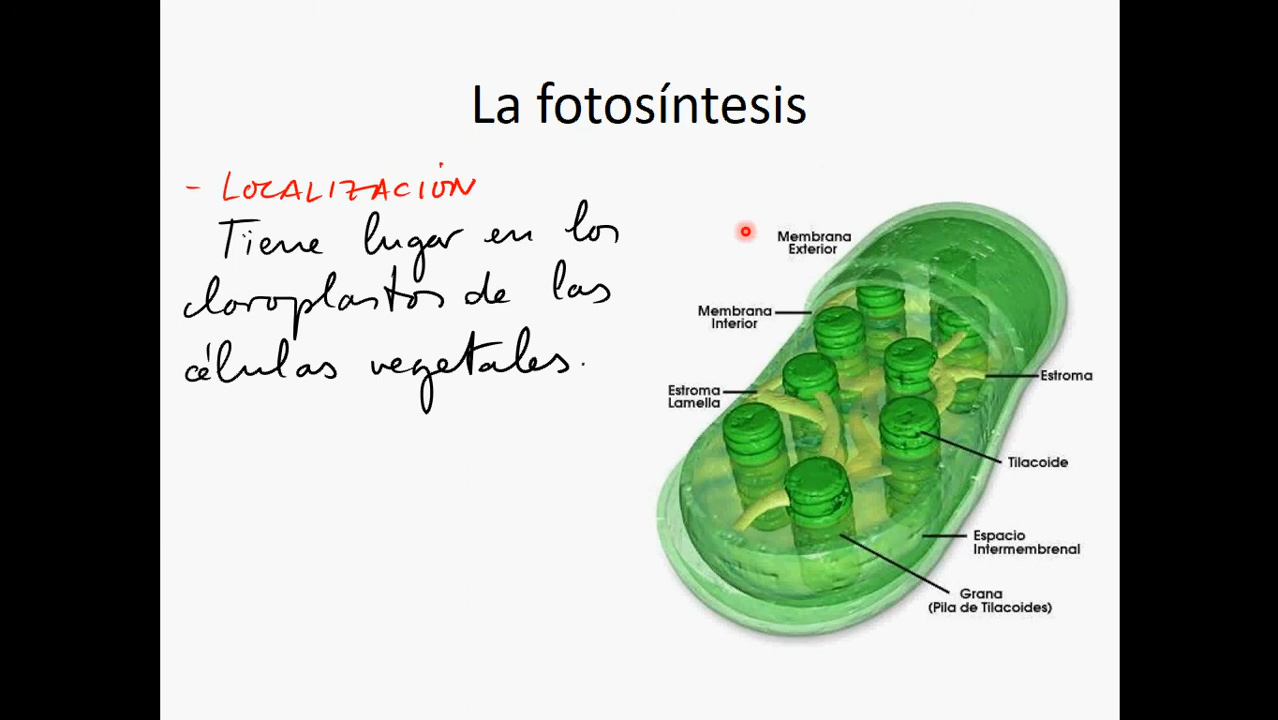 La fotosíntesis
- LOCALIZACIÓN
Tiene lugar en los
cloroplastos de las
células vegetales.
Membrana
Exterior
Membrana
Interior
Estroma
Lamella
Estroma
Tilacoide
Espacio
Intermembrenal
Grana
(Pila de Tilacoides)